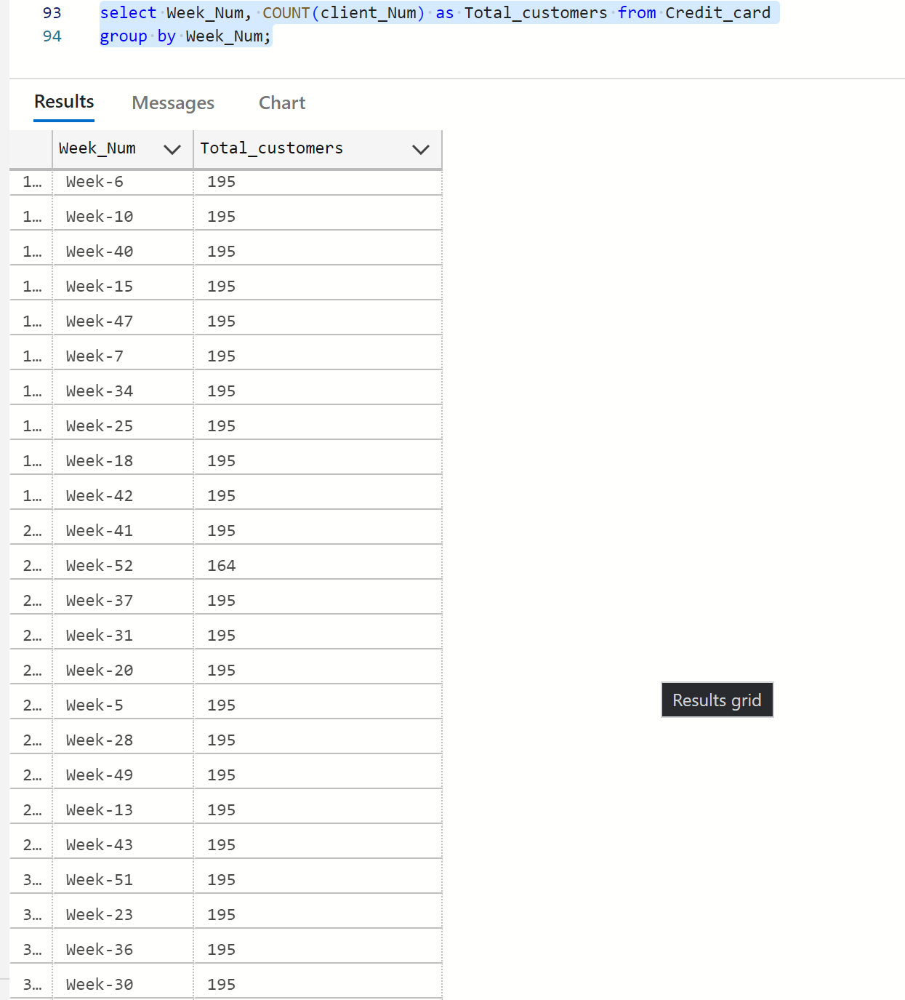 93 select Week_Num, COUNT(client_Num) as Total_customers from Credit_card
94 group by Week_Num;
Results Messages Chart
Week_Num Total_customers
1… Week-6 195
1… Week-10 195
1… Week-40 195
1… Week-15 195
1… Week-47 195
1… Week-7 195
1… Week-34 195
1… Week-25 195
1… Week-18 195
1… Week-42 195
2… Week-41 195
2… Week-52 164
2… Week-37 195
2… Week-31 195
2… Week-20 195
2… Week-5 195
Results grid
2… Week-28 195
2… Week-49 195
2… Week-13 195
2… Week-43 195
3… Week-51 195
3… Week-23 195
3… Week-36 195
3… Week-30 195